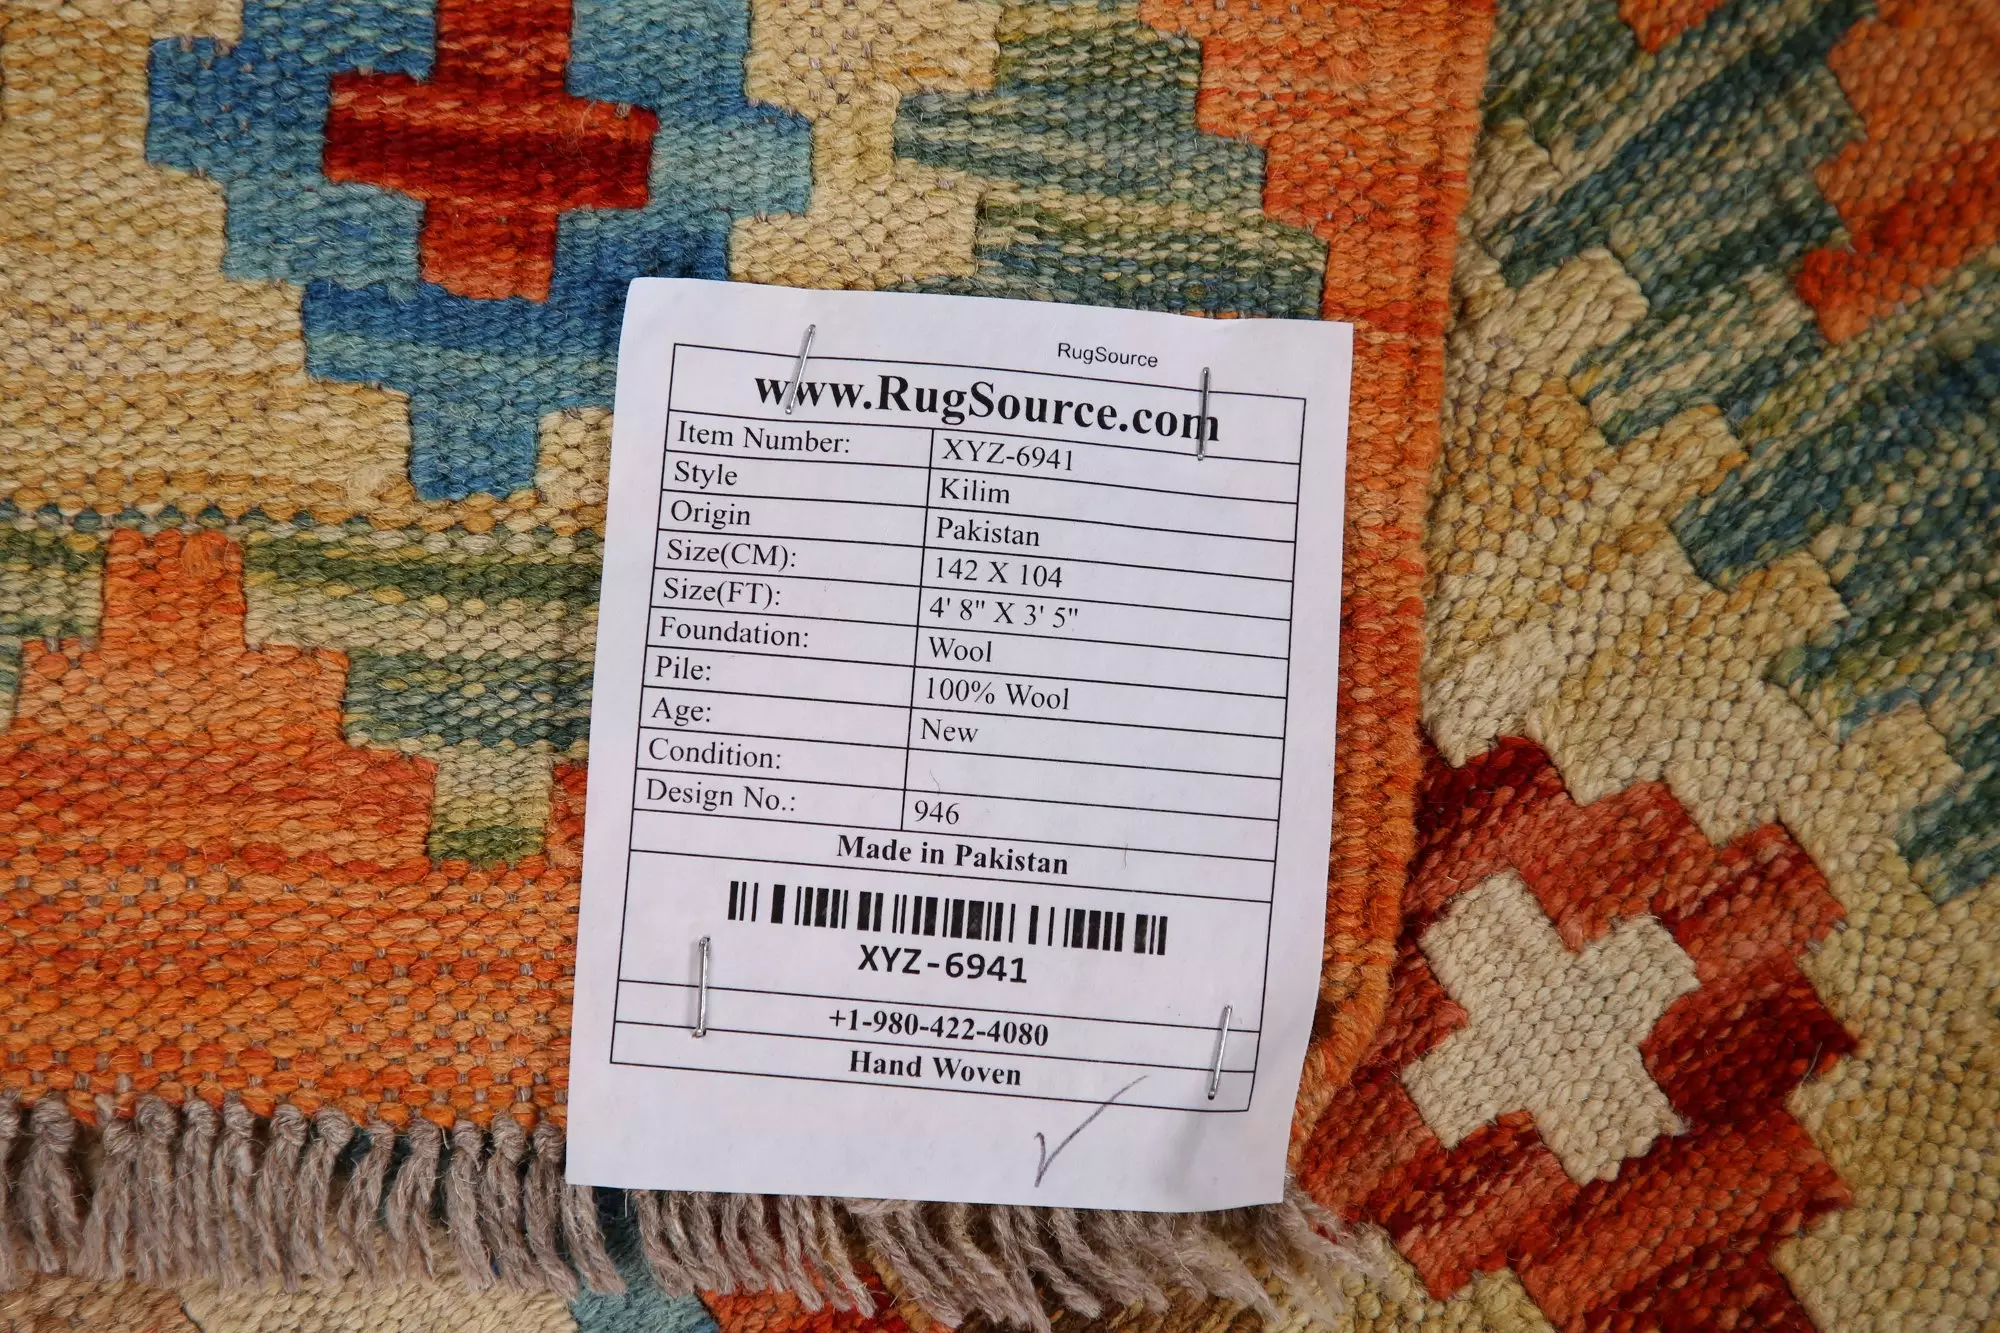 RugSource
www.RugSource.com
Item Number: XYZ-6941
Style Kilim
Origin Pakistan
Size(CM): 142 X 104
Size(FT): 4' 8" X 3' 5"
Foundation: Wool
Pile: 100% Wool
Age: New
Condition:
Design No.: 946
Made in Pakistan
XYZ-6941
+1-980-422-4080
Hand Woven